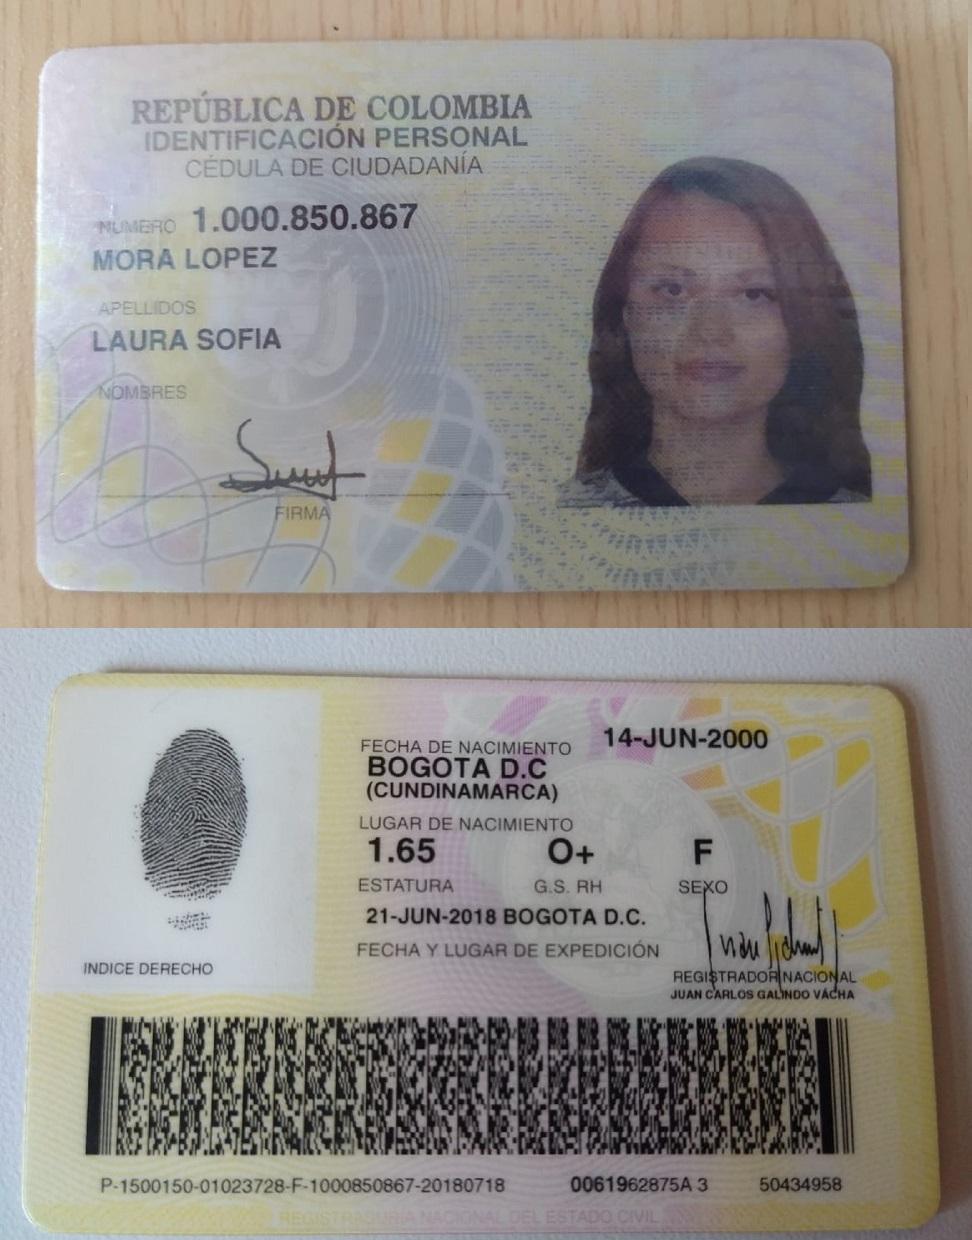 REPÚBLICA DE COLOMBIA
IDENTIFICACIÓN PERSONAL
CÉDULA DE CIUDADANÍA
NUMERO 1.000.850.867
MORA LOPEZ
APELLIDOS
LAURA SOFIA
NOMBRES
FIRMA
FECHA DE NACIMIENTO 14-JUN-2000
BOGOTA D.C
(CUNDINAMARCA)
LUGAR DE NACIMIENTO
1.65 O+ F
ESTATURA G.S. RH SEXO
21-JUN-2018 BOGOTA D.C.
FECHA Y LUGAR DE EXPEDICIÓN
INDICE DERECHO
REGISTRADOR NACIONAL
JUAN CARLOS GALINDO VÁCHA
P-1500150-01023728-F-1000850867-20180718 0061962875A 3 50434958
REGISTRADURIA NACIONAL DEL ESTADO CIVIL